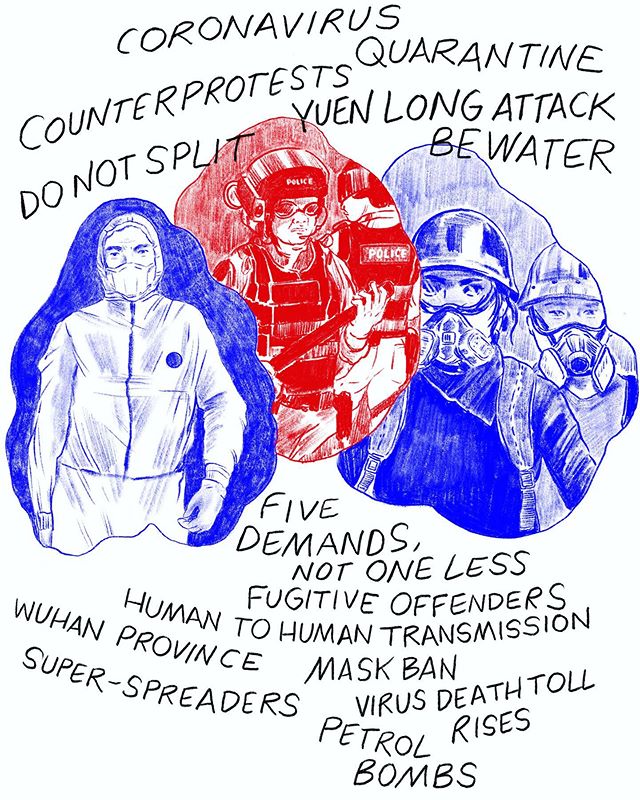 CORONAVIRUS
QUARANTINE
COUNTERPROTESTS
YUEN LONG ATTACK
DO NOT SPLIT
BE WATER
POLICE
POLICE
FIVE
DEMANDS,
NOT ONE LESS
FUGITIVE OFFENDERS
HUMAN TO HUMAN TRANSMISSION
WUHAN PROVINCE
MASK BAN
SUPER-SPREADERS
VIRUS DEATH TOLL
RISES
PETROL
BOMBS